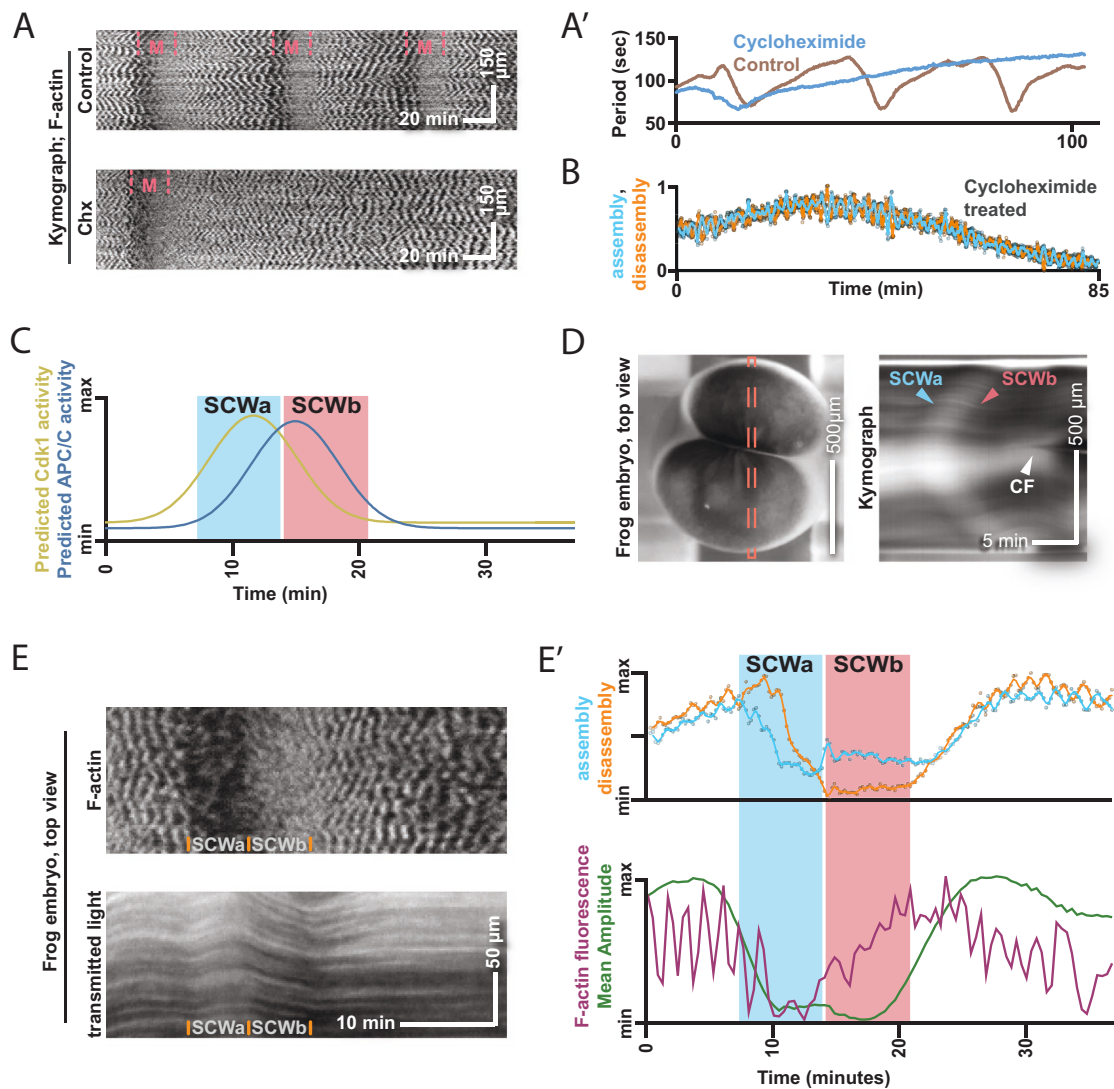 A
Kymograph; F-actin
Control
M
M
M
150
μm
20 min
Chx
M
150
μm
20 min
A'
Period (sec)
150
100
50
Cycloheximide
Control
0
100
B
assembly,
disassembly
1
0
Cycloheximide
treated
0
85
Time (min)
C
Predicted Cdk1 activity
Predicted APC/C activity
max
min
SCWa
SCWb
0
10
20
30
Time (min)
D
Frog embryo, top view
500μm
Kymograph
SCWa
SCWb
CF
500 μm
5 min
E
Frog embryo, top view
F-actin
SCWa
SCWb
transmitted light
SCWa
SCWb
50 μm
10 min
E'
SCWa
SCWb
assembly
disassembly
max
min
F-actin fluorescence
Mean Amplitude
max
min
0
10
20
30
Time (minutes)